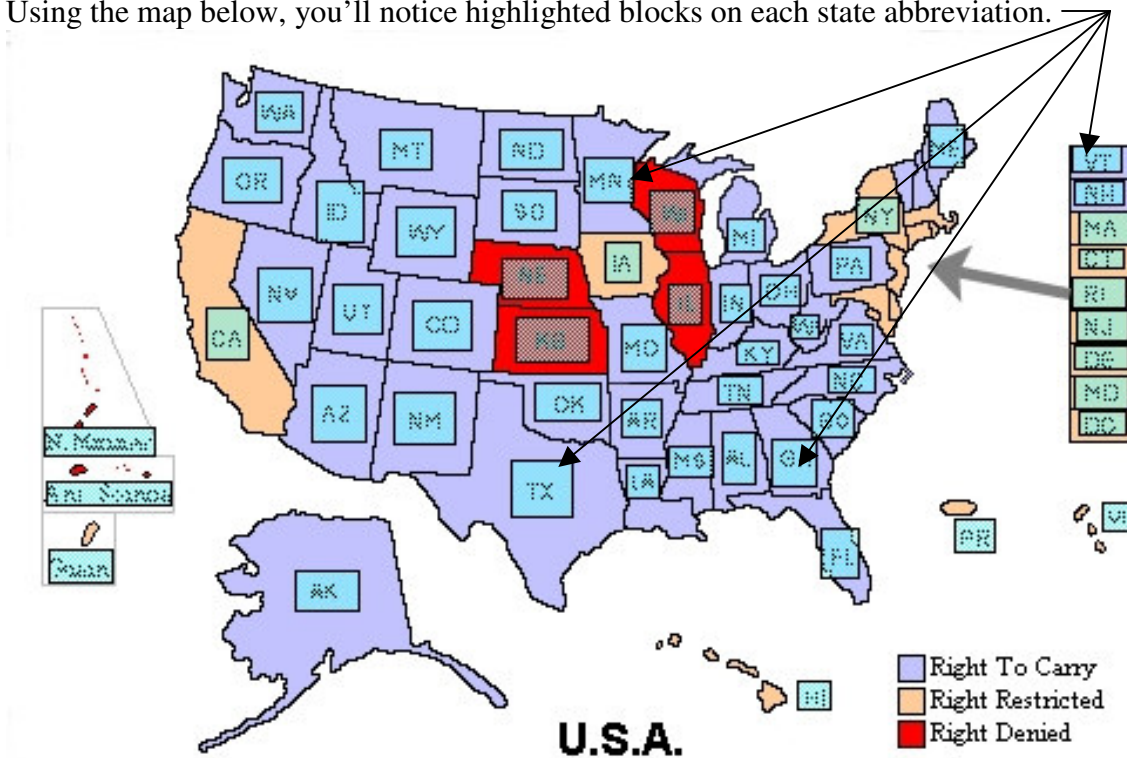 Using the map below, you’ll notice highlighted blocks on each state abbreviation.
WA
MT
ND
MN
ME
VT
OR
ID
SD
WI
NH
WY
MI
NY
MA
NE
IA
PA
CT
NV
UT
CO
IN
OH
RI
CA
KS
MO
IL
WV
VA
NJ
KY
DE
AZ
NM
OK
TN
NC
MD
AR
DC
TX
LA
MS
AL
Guam
FL
PR
AK
HI
Right To Carry
Right Restricted
Right Denied
U.S.A.